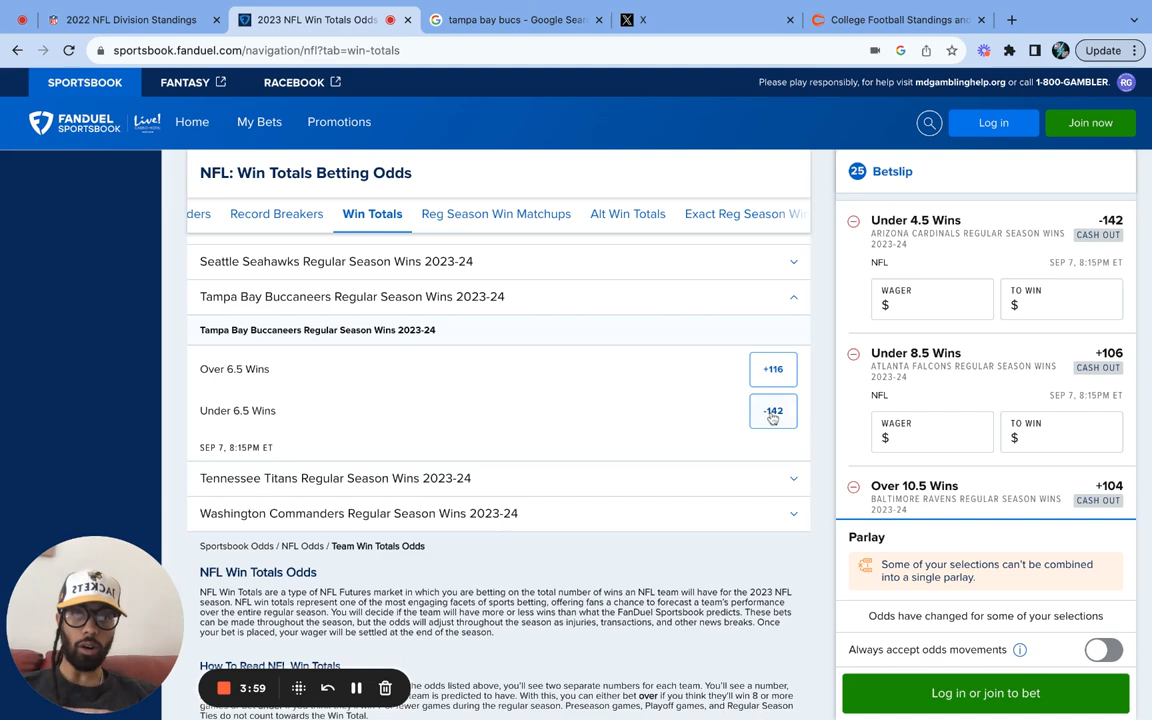 2022 NFL Division Standings
2023 NFL Win Totals Odds
tampa bay bucs - Google Sear
X
College Football Standings and
sportsbook.fanduel.com/navigation/nfl?tab=win-totals
Update
SPORTSBOOK
FANTASY
RACEBOOK
Please play responsively, for help visit mdgamblinghelp.org or call 1-800-GAMBLER.
RG
FANDUEL
SPORTSBOOK
Live!
Home
My Bets
Promotions
Log in
Join now
NFL: Win Totals Betting Odds
ders
Record Breakers
Win Totals
Reg Season Win Matchups
Alt Win Totals
Exact Reg Season Win
Seattle Seahawks Regular Season Wins 2023-24
Tampa Bay Buccaneers Regular Season Wins 2023-24
Tampa Bay Buccaneers Regular Season Wins 2023-24
Over 6.5 Wins
+116
Under 6.5 Wins
-142
SEP 7, 8:15PM ET
Tennessee Titans Regular Season Wins 2023-24
Washington Commanders Regular Season Wins 2023-24
Sportsbook Odds / NFL Odds / Team Win Totals Odds
NFL Win Totals Odds
NFL Win Totals are a type of NFL Futures market in which you are betting on the total number of wins an NFL team will have for the 2023 NFL
season. NFL win totals represent one of the most engaging facets of sports betting, offering fans a chance to forecast a team's performance
over the entire regular season. You will decide if the team will have more or less wins than what the FanDuel Sportsbook predicts. These bets
can be made throughout the season, but the odds will adjust throughout the season as injuries, transactions, and other news breaks. Once
your bet is placed, your wager will be settled at the end of the season.
How To Read NFL Win Totals
the odds listed above, you'll see two separate numbers for each team. You'll see a number,
team is predicted to have. With this, you can either bet over if you think they'll win 8 or more
fewer games during the regular season. Preseason games, Playoff games, and Regular Season
Ties do not count towards the Win Total.
3:59
JACKETS
25
Betslip
Under 4.5 Wins
-142
ARIZONA CARDINALS REGULAR SEASON WINS
2023-24
CASH OUT
NFL
SEP 7, 8:15PM ET
WAGER
$
TO WIN
$
Under 8.5 Wins
+106
ATLANTA FALCONS REGULAR SEASON WINS
2023-24
CASH OUT
NFL
SEP 7, 8:15PM ET
WAGER
$
TO WIN
$
Over 10.5 Wins
+104
BALTIMORE RAVENS REGULAR SEASON WINS
2023-24
CASH OUT
Parlay
Some of your selections can't be combined
into a single parlay.
Odds have changed for some of your selections
Always accept odds movements
Log in or join to bet